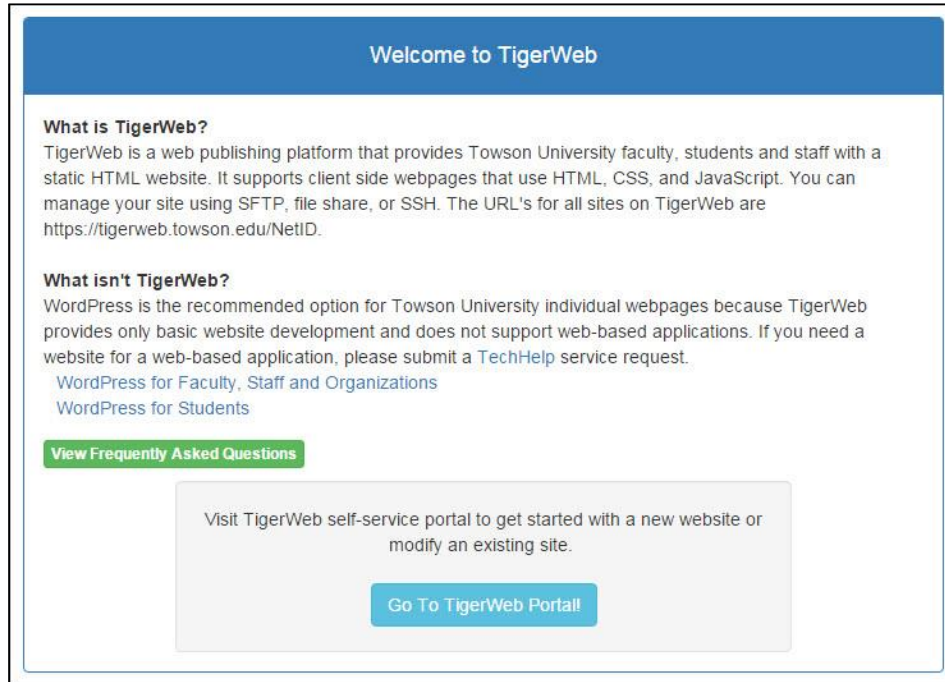 Welcome to TigerWeb
What is TigerWeb?
TigerWeb is a web publishing platform that provides Towson University faculty, students and staff with a
static HTML website. It supports client side webpages that use HTML, CSS, and JavaScript. You can
manage your site using SFTP, file share, or SSH. The URL's for all sites on TigerWeb are
https://tigerweb.towson.edu/NetID.
What isn't TigerWeb?
WordPress is the recommended option for Towson University individual webpages because TigerWeb
provides only basic website development and does not support web-based applications. If you need a
website for a web-based application, please submit a TechHelp service request.
WordPress for Faculty, Staff and Organizations
WordPress for Students
View Frequently Asked Questions
Visit TigerWeb self-service portal to get started with a new website or
modify an existing site.
Go To TigerWeb Portal!